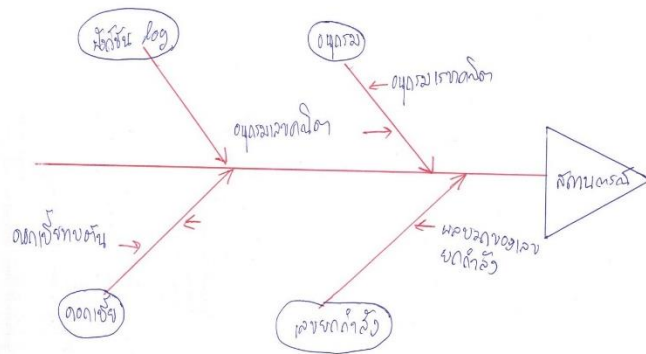 ฟังก์ชัน log
อนุกรม
อนุกรมเรขาคณิต
อนุกรมเลขคณิต
สถานการณ์
ดอกเบี้ยทบต้น
ผลบวกของเลข
ยกกำลัง
ดอกเบี้ย
เลขยกกำลัง